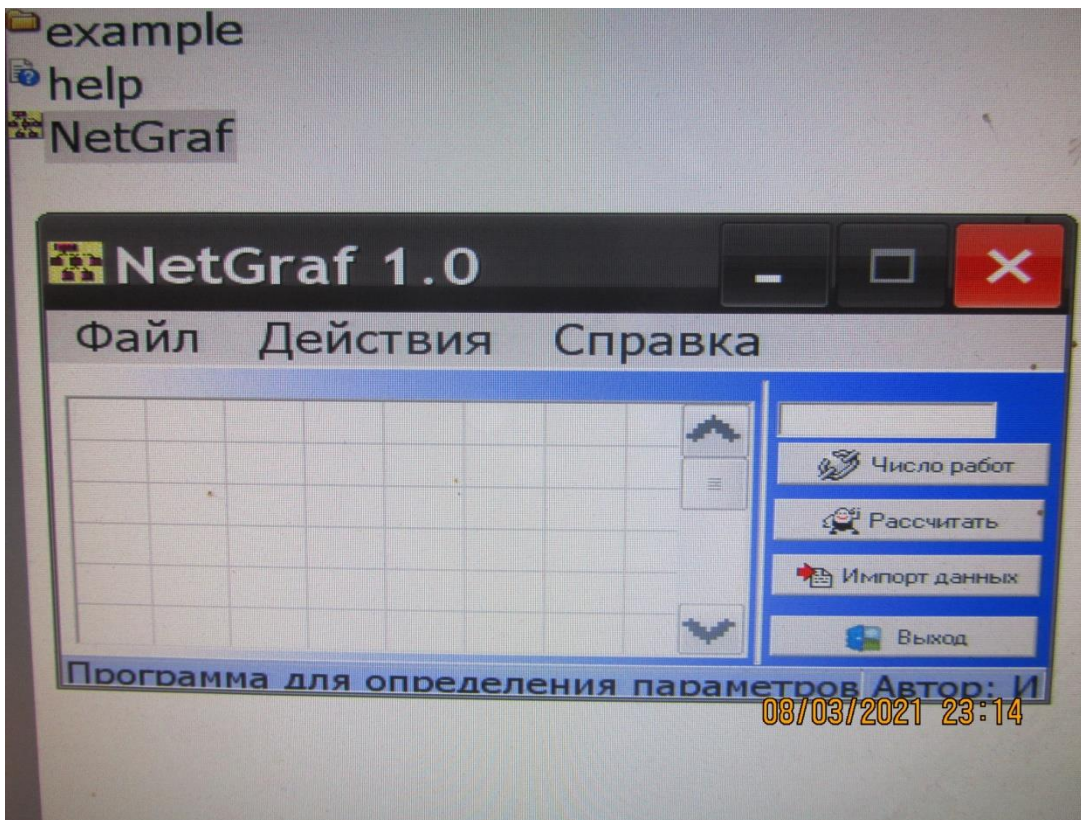 example
help
NetGraf
NetGraf 1.0
Файл Действия Справка
Число работ
Рассчитать
Импорт данных
Выход
Программа для определения параметров Автор: И
08/03/2021 23:14